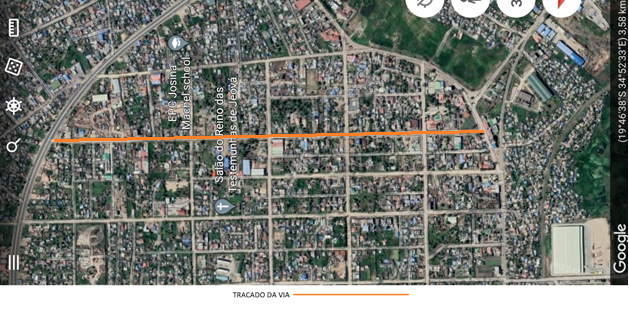 EPC Josina
Machel school
Salão do Reino das
Testemunhas de Jeová
(19°46'38"S 34°52'33"E) 3,58 km
Google
TRACADO DA VIA